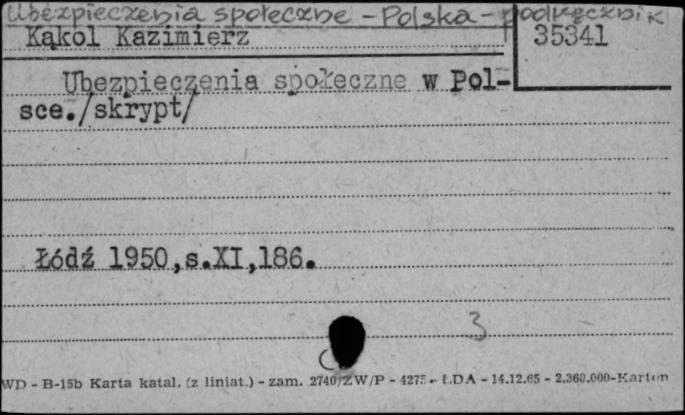 Ubezpieczenia społeczne - Polska - podręcznik
Kąkol Kazimierz
35341
Ubezpieczenia społeczne w Pol-
sce./skrypt/
Łódź 1950,s.XI,186.
3
WD - B-15b Karta katal. (z liniat.) - zam. 2740/ZW/P - 4275 - ŁDA - 14.12.65 - 2.360.000-Karton